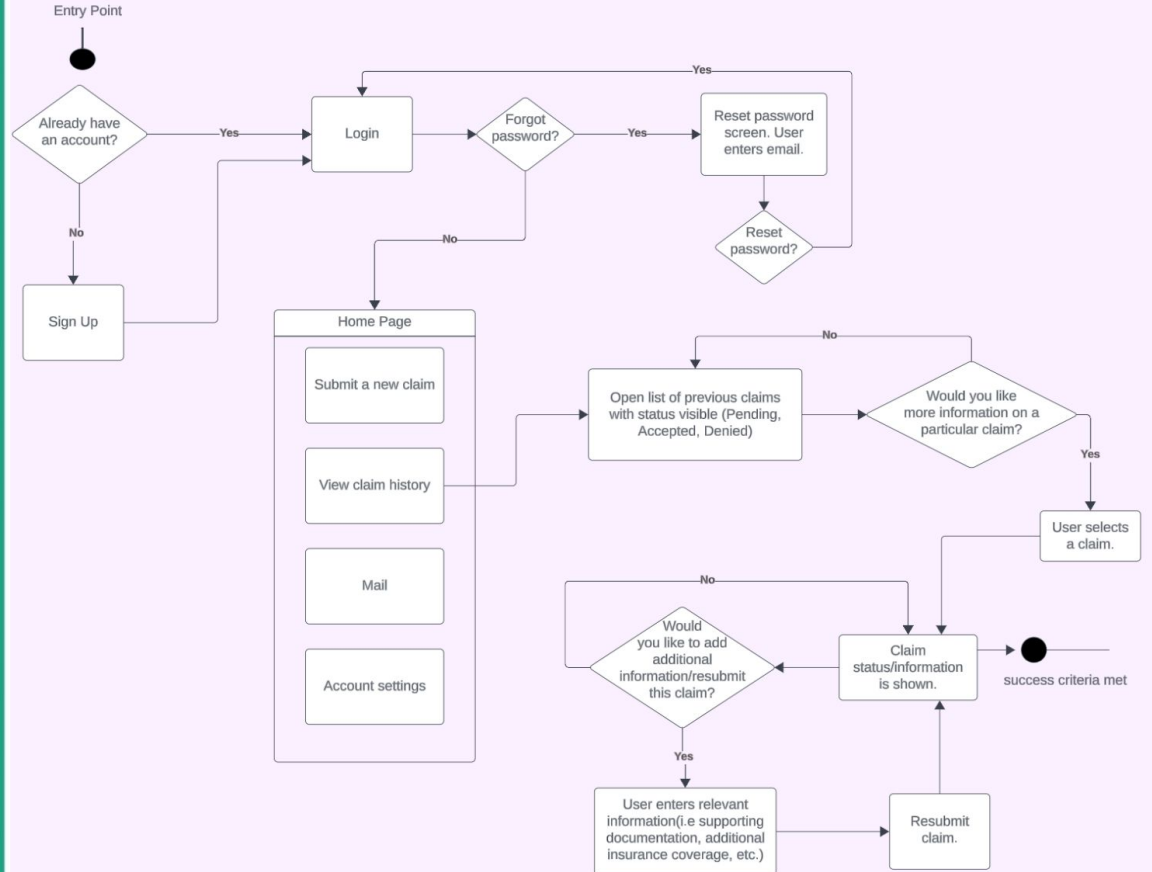 Entry Point
Yes
Already have
an account?
Yes
Login
Forgot
password?
Yes
Reset password
screen. User
enters email.
No
No
Reset
password?
Sign Up
Home Page
Submit a new claim
View claim history
Mail
Account settings
No
Open list of previous claims
with status visible (Pending,
Accepted, Denied)
Would you like
more information on a
particular claim?
Yes
User selects
a claim.
No
Would
you like to add
additional
information/resubmit
this claim?
Claim
status/information
is shown.
success criteria met
Yes
User enters relevant
information(i.e supporting
documentation, additional
insurance coverage, etc.)
Resubmit
claim.